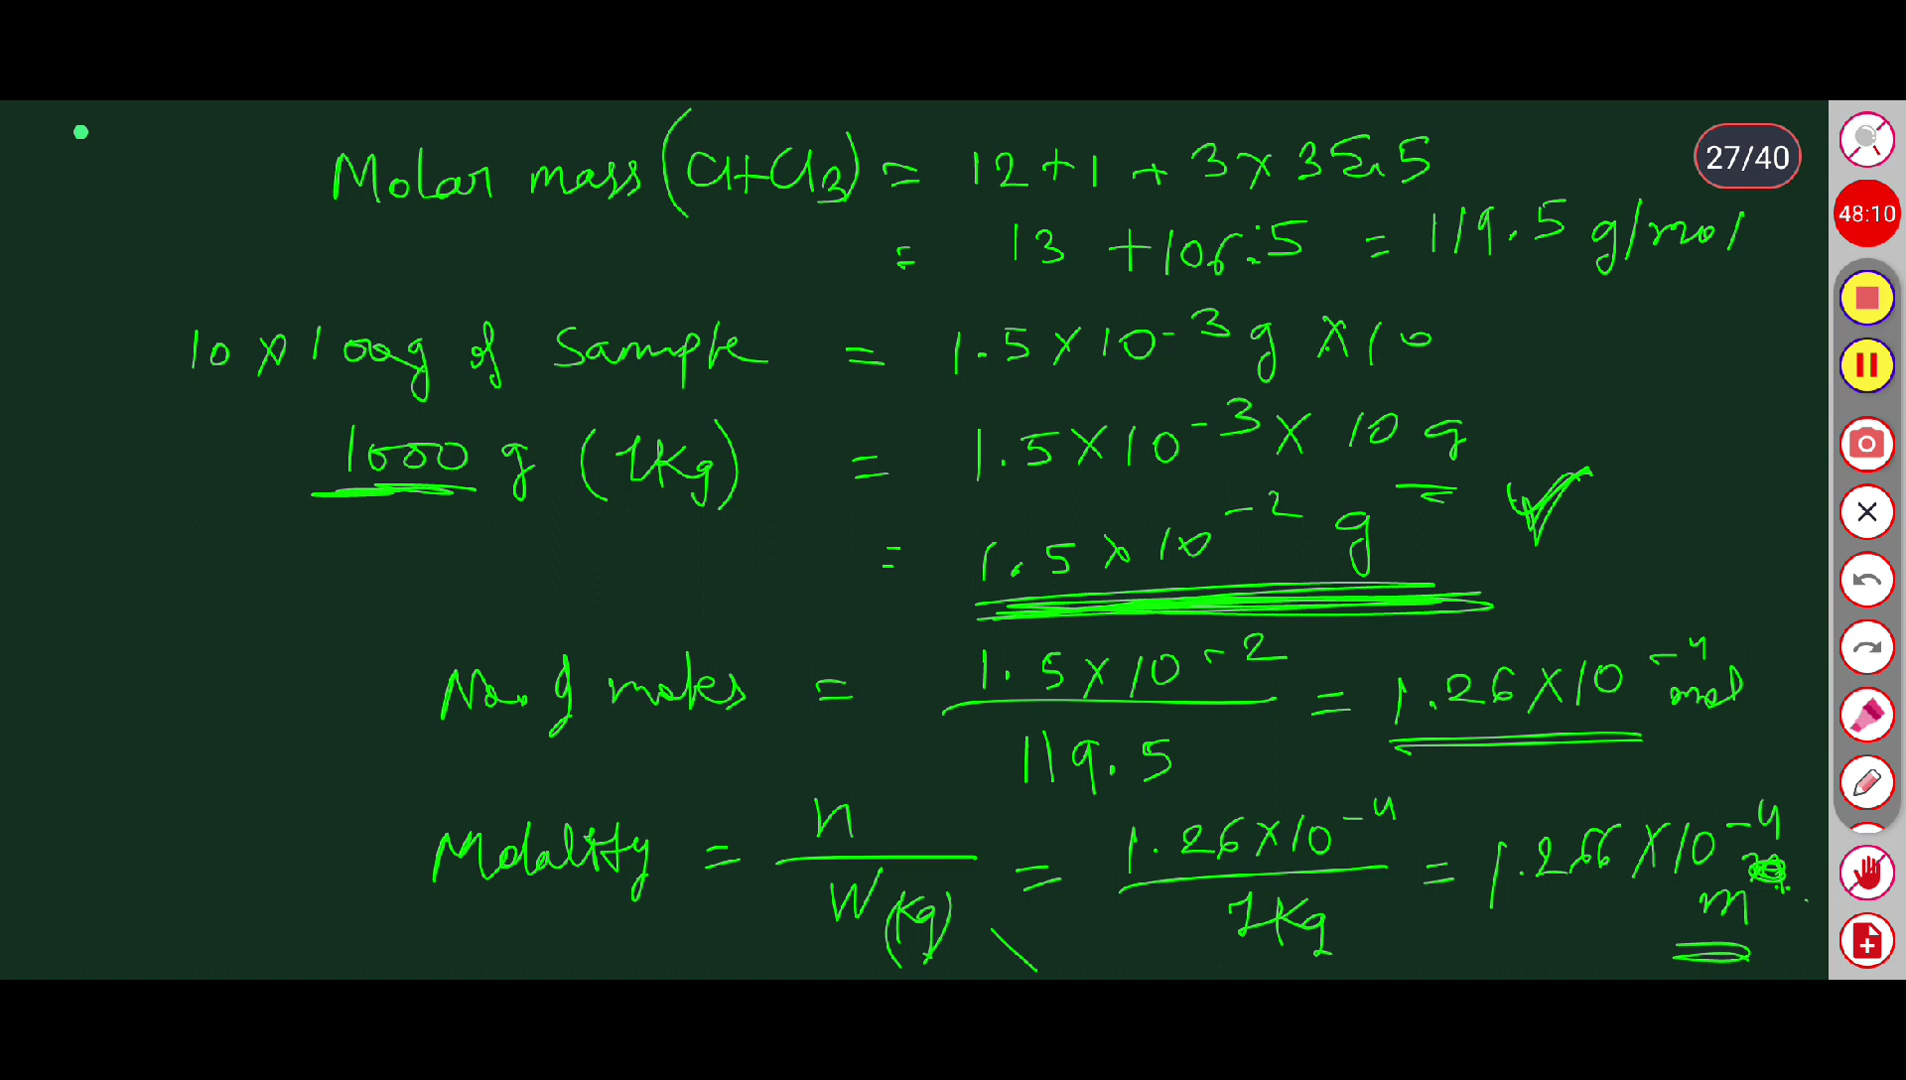 Molar mass (CHCl3) = 12 + 1 + 3 × 35.5
27/40
48:10
= 13 + 106.5 = 119.5 g/mol
10 × 100g of Sample = 1.5 × 10⁻³ g × 10
1000 g (1Kg) = 1.5 × 10⁻³ × 10 g
= 1.5 × 10⁻² g
No. of moles = 1.5 × 10⁻² / 119.5 = 1.26 × 10⁻⁴ mol
Molality = n / W(Kg) = 1.26 × 10⁻⁴ / 1Kg = 1.266 × 10⁻⁴ m